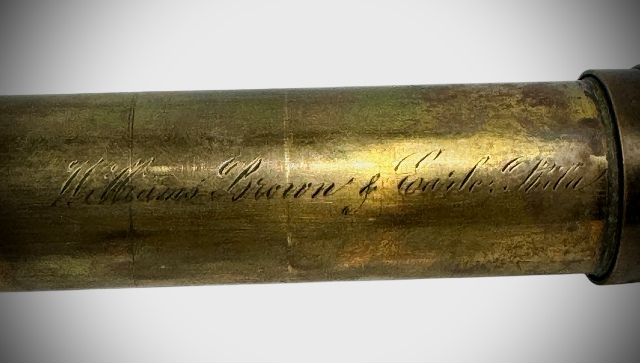 Williams Brown & Earle. Phila